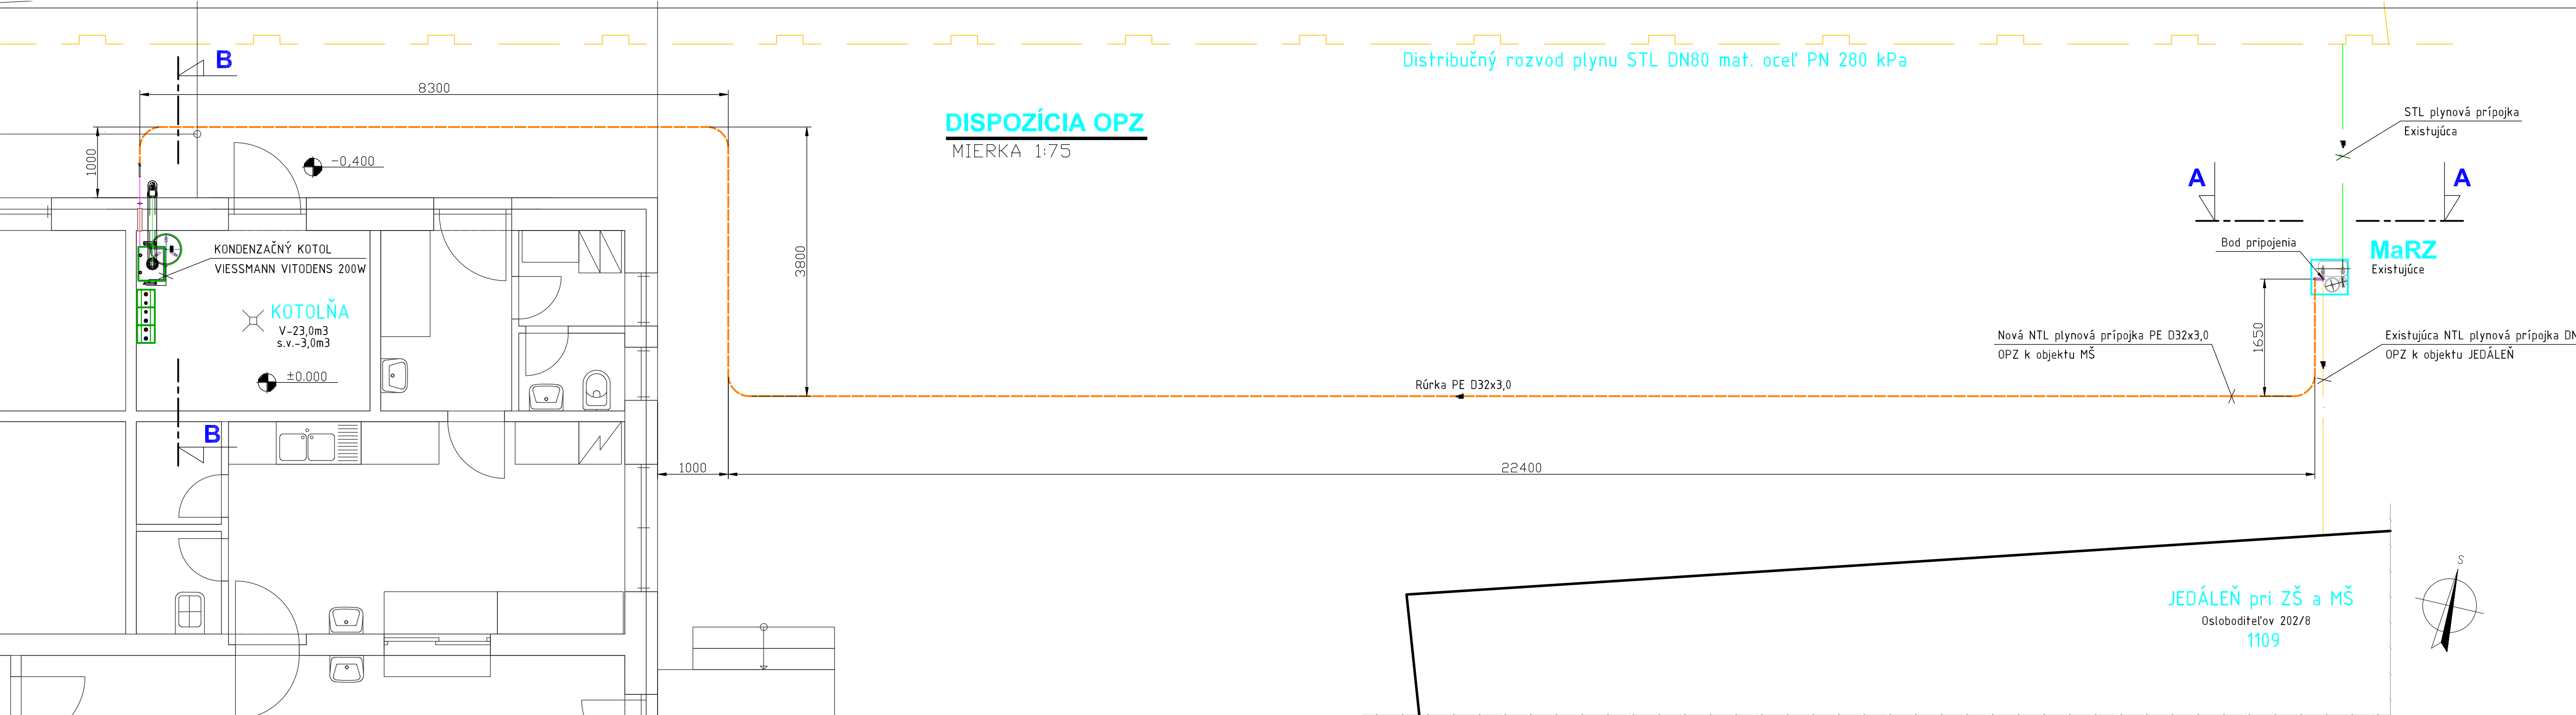 Distribučný rozvod plynu STL DN80 mat. oceľ PN 280 kPa
B
8300
DISPOZÍCIA OPZ
MIERKA 1:75
STL plynová prípojka
Existujúca
1000
-0,400
A
A
3800
Bod pripojenia
MaRZ
Existujúce
KONDENZAČNÝ KOTOL
VIESSMANN VITODENS 200W
KOTOLŇA
V-23,0m3
s.v.-3,0m3
±0.000
1650
Nová NTL plynová prípojka PE D32x3,0
OPZ k objektu MŠ
Existujúca NTL plynová prípojka DN
OPZ k objektu JEDÁLEŇ
Rúrka PE D32x3,0
B
1000
22400
S
JEDÁLEŇ pri ZŠ a MŠ
Osloboditeľov 202/8
1109